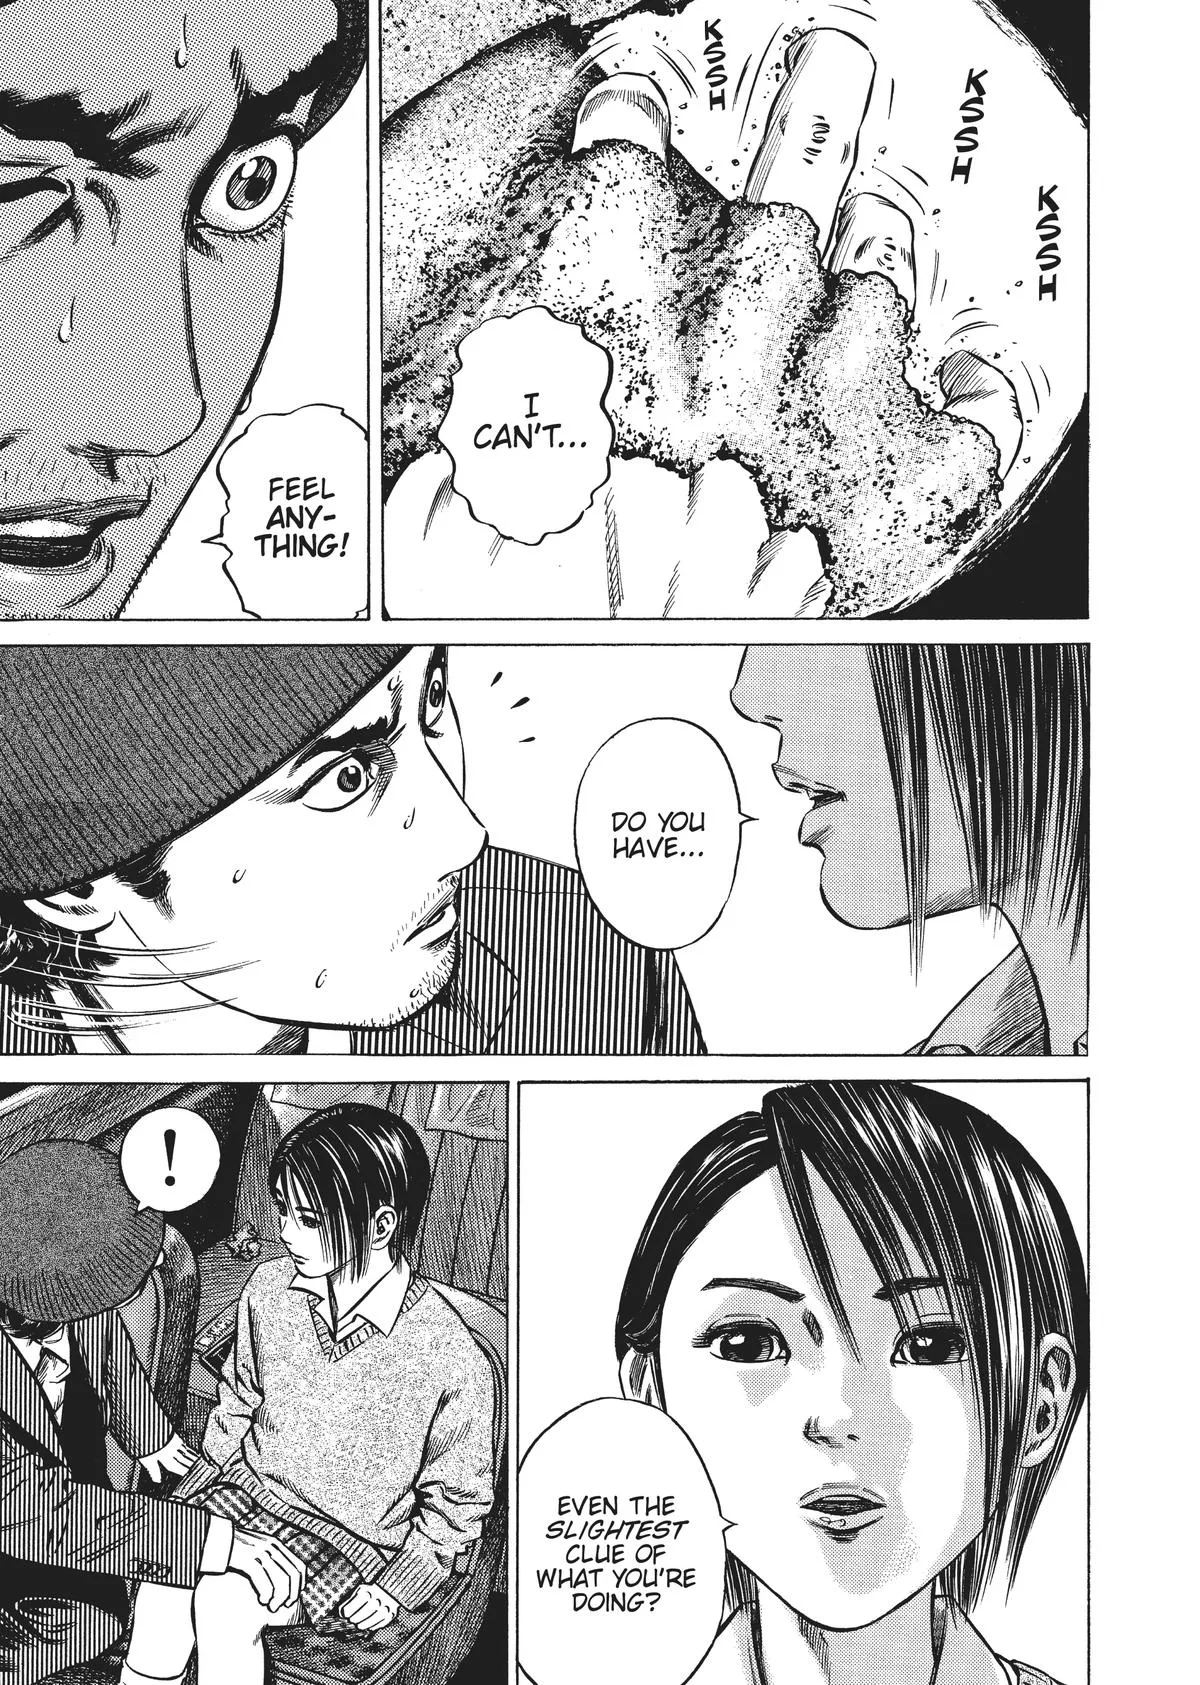 KSSH
KSSH
KSSH
I
CAN'T...
FEEL
ANY-
THING!
DO YOU
HAVE...
!
EVEN THE
SLIGHTEST
CLUE OF
WHAT YOU'RE
DOING?